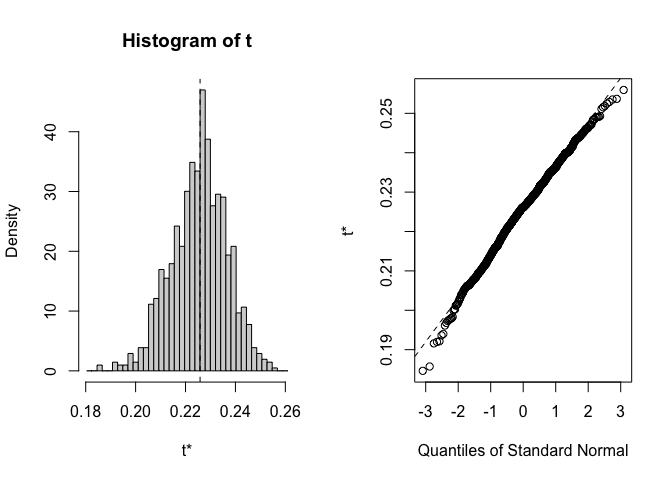 Histogram of t
Density
0 10 20 30 40
0.18 0.20 0.22 0.24 0.26
t*
t*
0.19 0.21 0.23 0.25
-3 -2 -1 0 1 2 3
Quantiles of Standard Normal